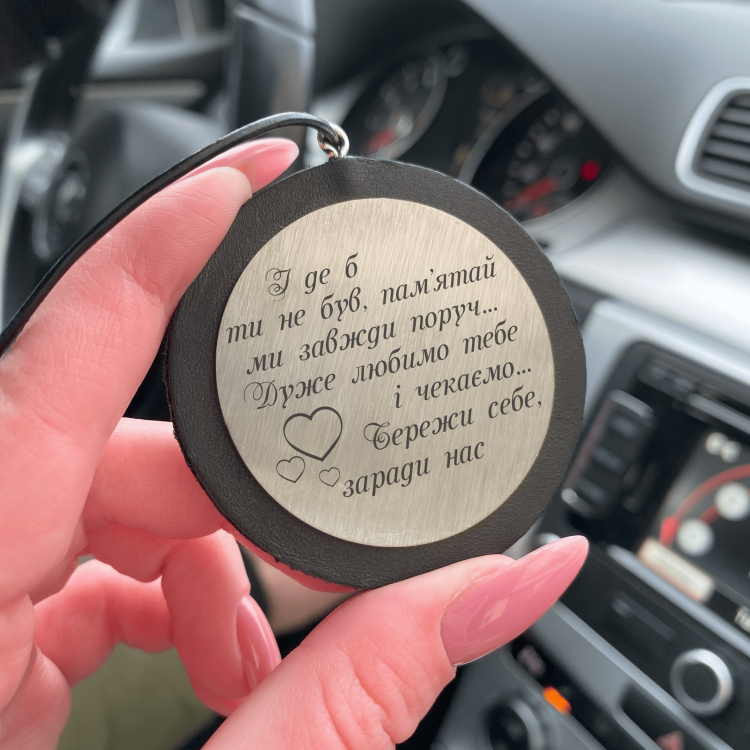 І де б
ти не був, пам'ятай
ми завжди поруч...
Дуже любимо тебе
і чекаємо...
Бережи себе,
заради нас